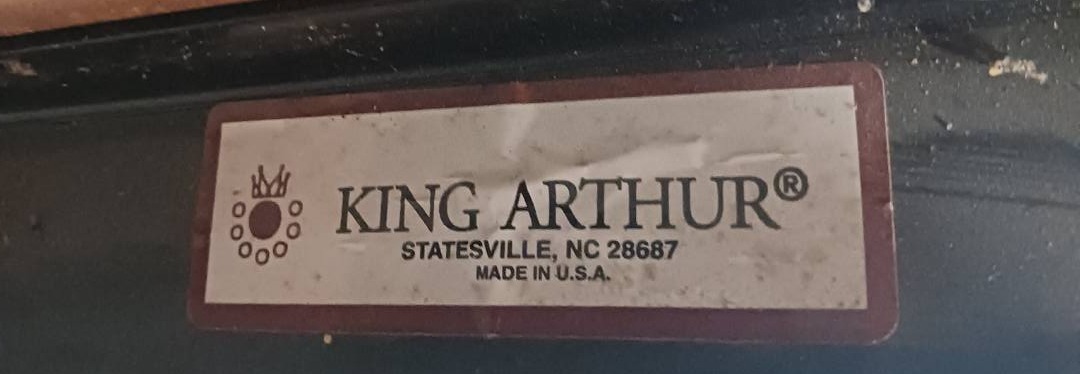 KING ARTHUR®
STATESVILLE, NC 28687
MADE IN U.S.A.